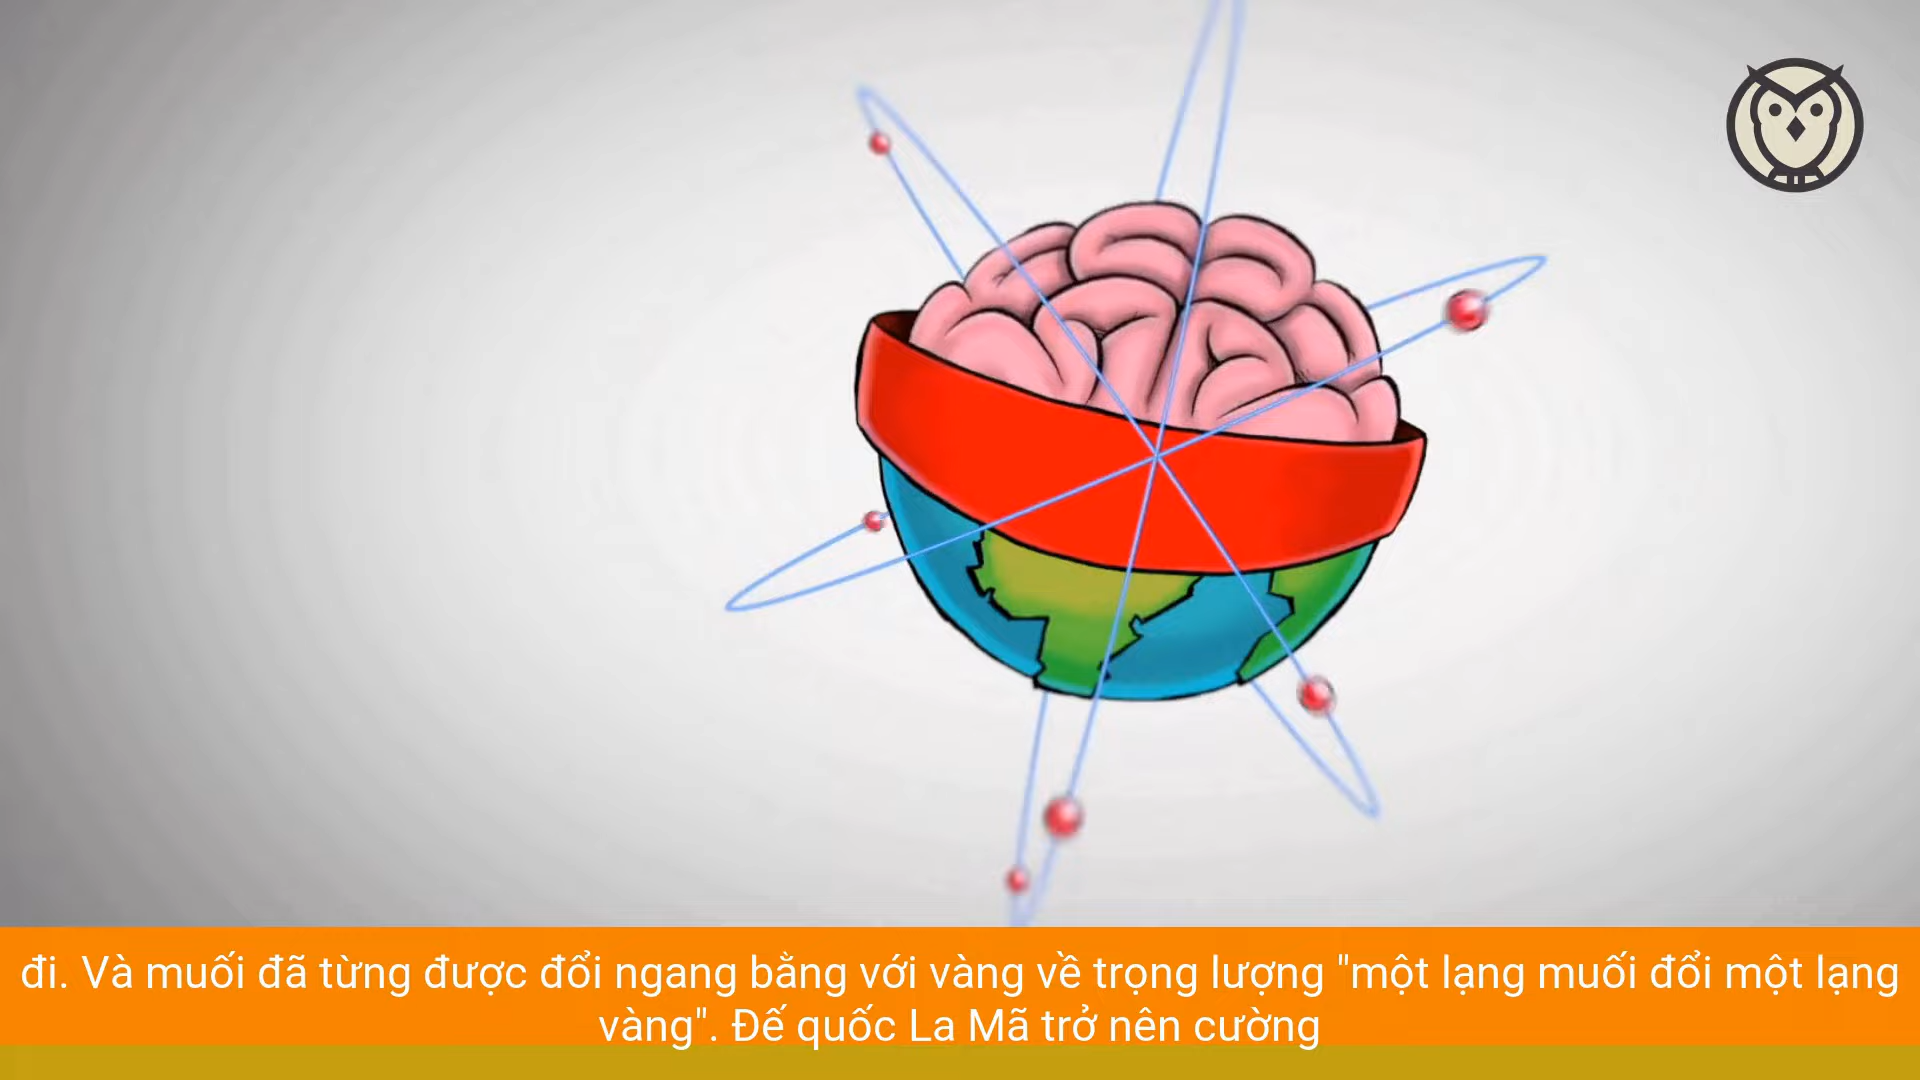 đi. Và muối đã từng được đổi ngang bằng với vàng về trọng lượng "một lạng muối đổi một lạng
vàng". Đế quốc La Mã trở nên cường